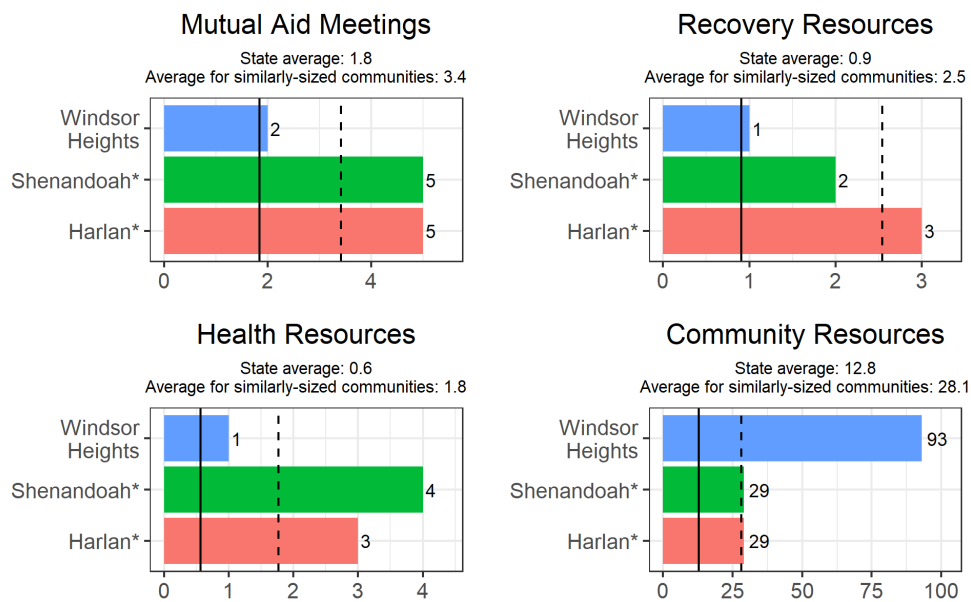 Mutual Aid Meetings
State average: 1.8
Average for similarly-sized communities: 3.4
Windsor
Heights
2
Shenandoah*
5
Harlan*
5
0 2 4
Recovery Resources
State average: 0.9
Average for similarly-sized communities: 2.5
Windsor
Heights
1
Shenandoah*
2
Harlan*
3
0 1 2 3
Health Resources
State average: 0.6
Average for similarly-sized communities: 1.8
Windsor
Heights
1
Shenandoah*
4
Harlan*
3
0 1 2 3 4
Community Resources
State average: 12.8
Average for similarly-sized communities: 28.1
Windsor
Heights
93
Shenandoah*
29
Harlan*
29
0 25 50 75 100